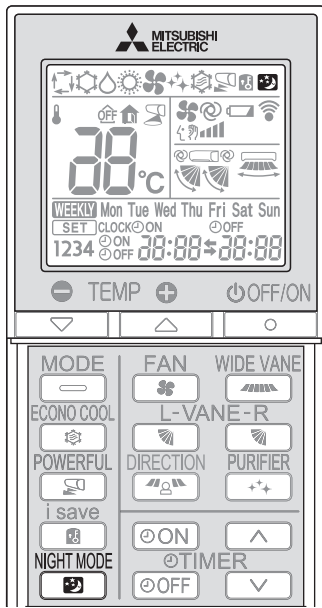 MITSUBISHI
ELECTRIC
OFF
88°C
WEEKLY Mon Tue Wed Thu Fri Sat Sun
SET CLOCK ON OFF
1234 ON OFF 88:88 88:88
TEMP OFF/ON
MODE FAN WIDE VANE
ECONO COOL L-VANE-R
POWERFUL DIRECTION PURIFIER
i save
ON
NIGHT MODE TIMER
OFF